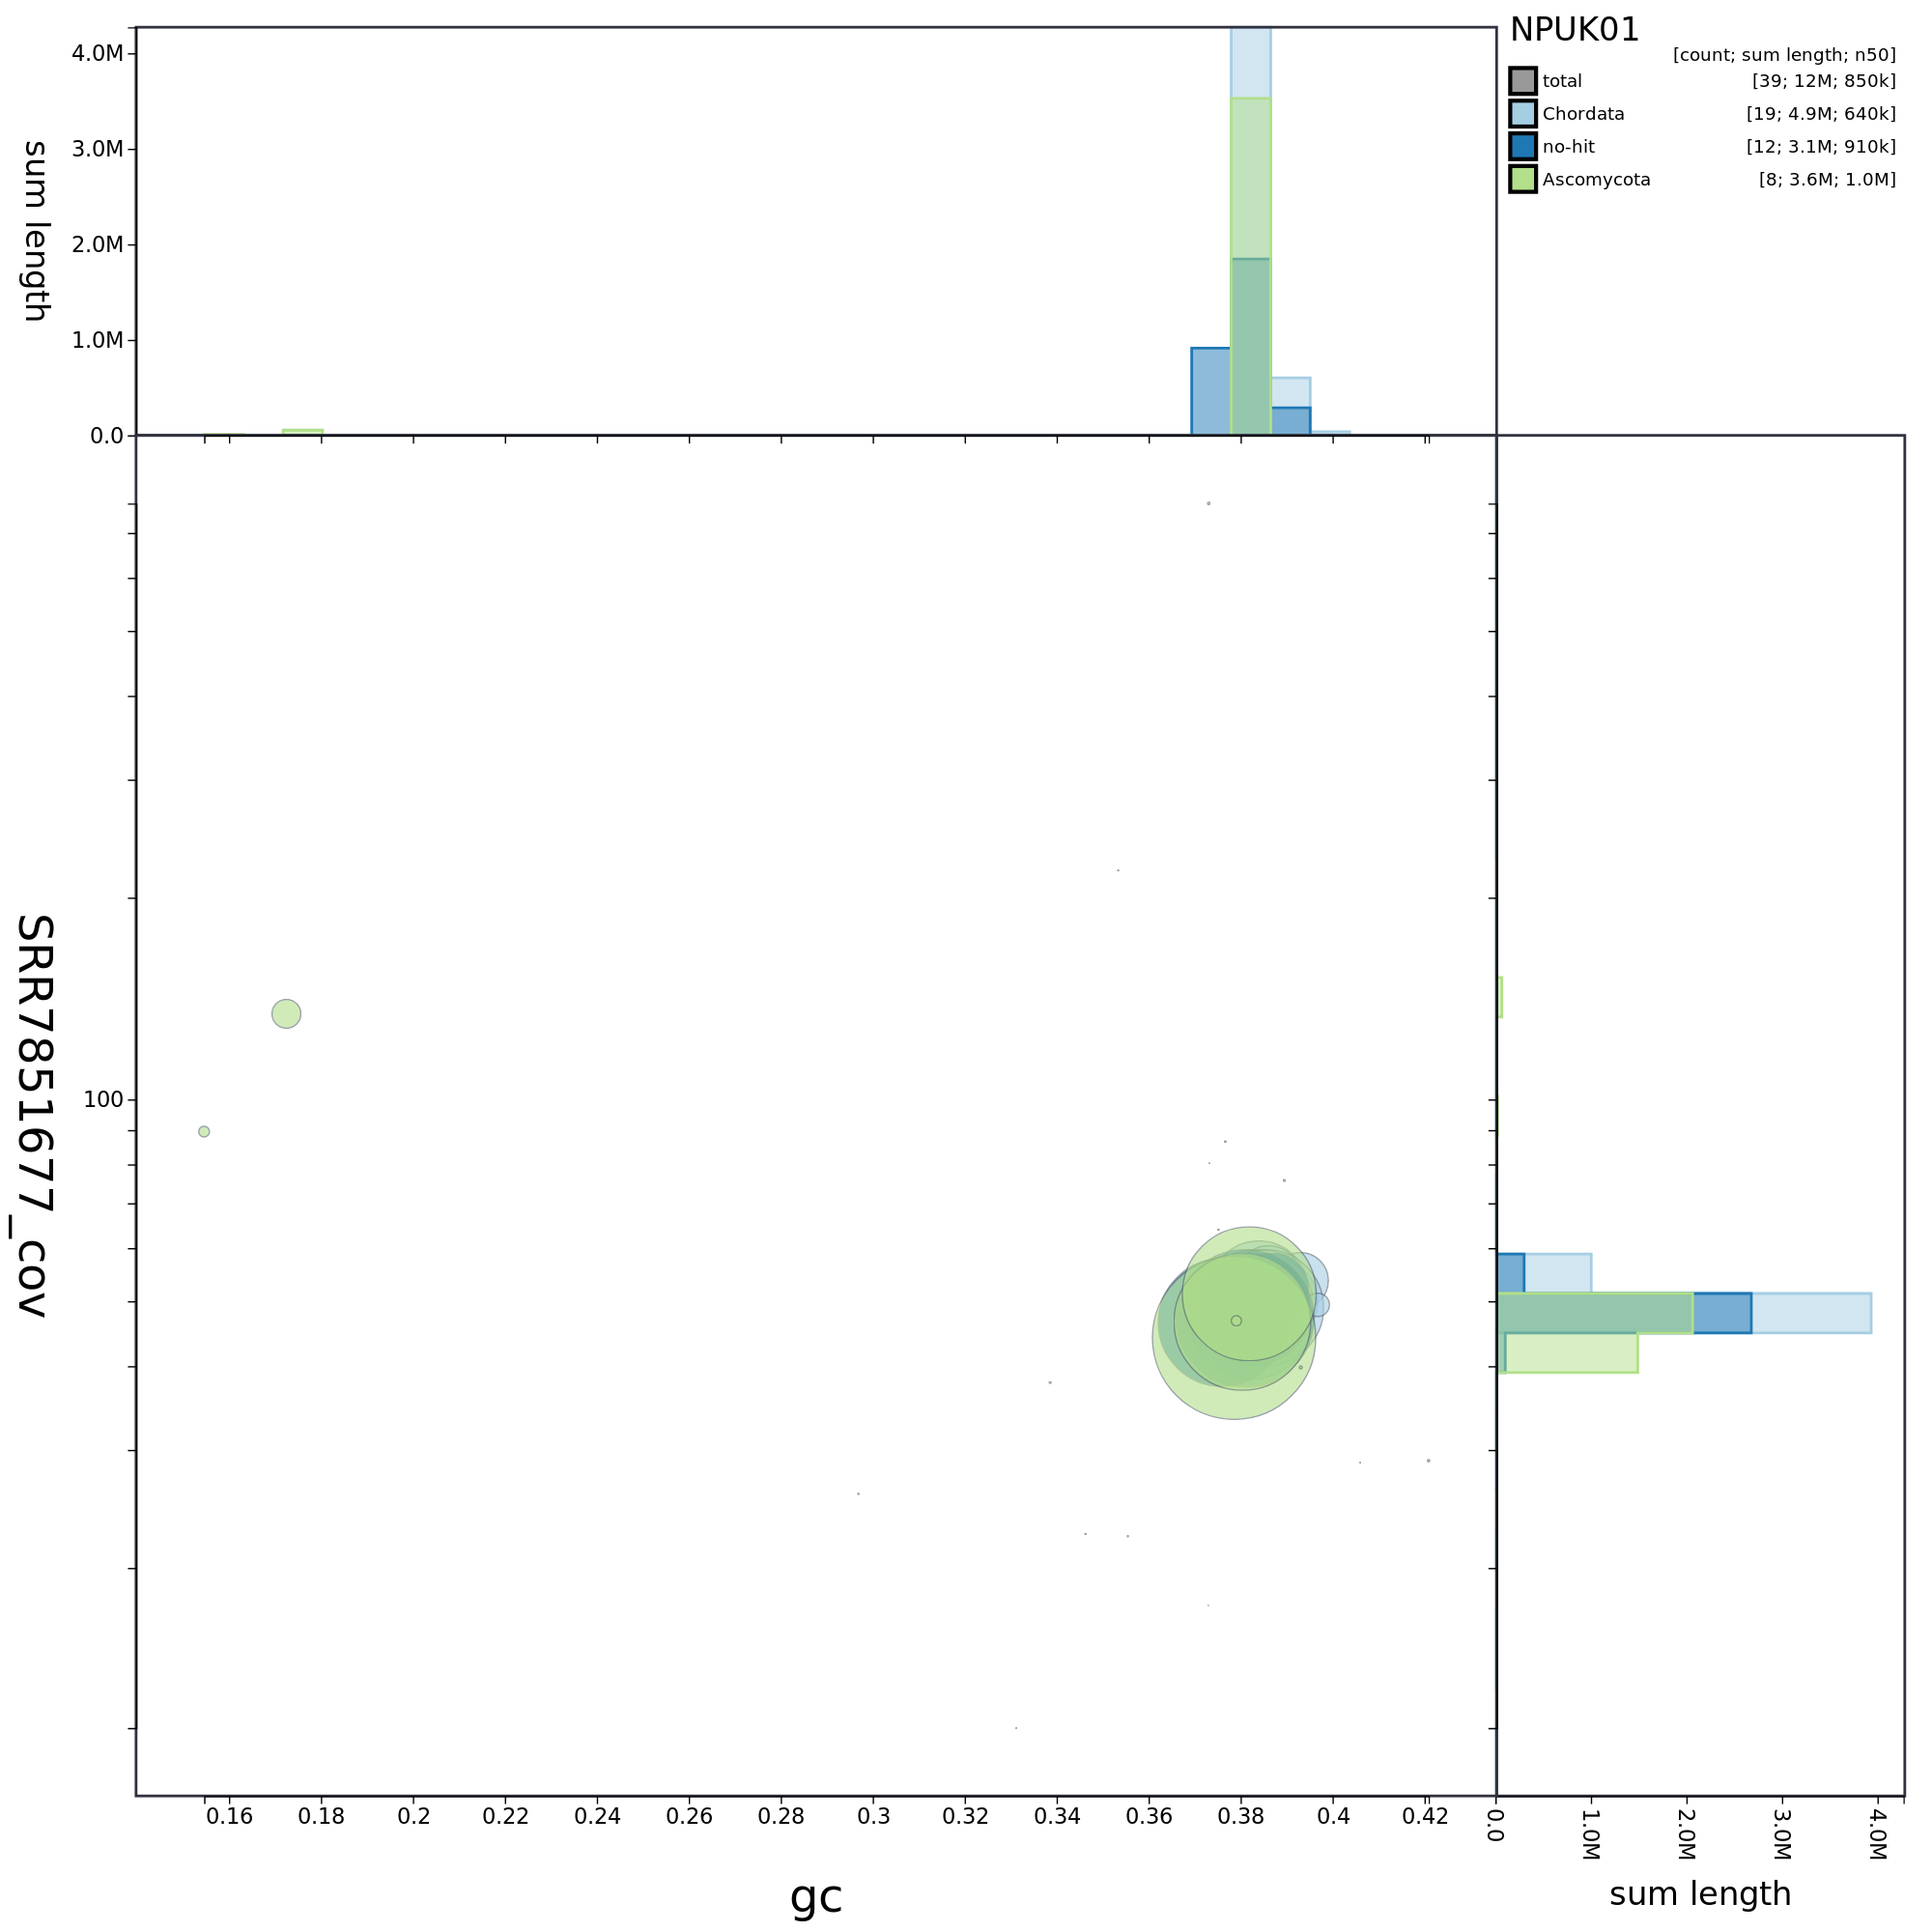 NPUK01
[count; sum length; n50]
total [39; 12M; 850k]
Chordata [19; 4.9M; 640k]
no-hit [12; 3.1M; 910k]
Ascomycota [8; 3.6M; 1.0M]
sum length
4.0M
3.0M
2.0M
1.0M
0.0
SRR7851677_cov
100
0.16 0.18 0.2 0.22 0.24 0.26 0.28 0.3 0.32 0.34 0.36 0.38 0.4 0.42
gc
0.0 1.0M 2.0M 3.0M 4.0M
sum length